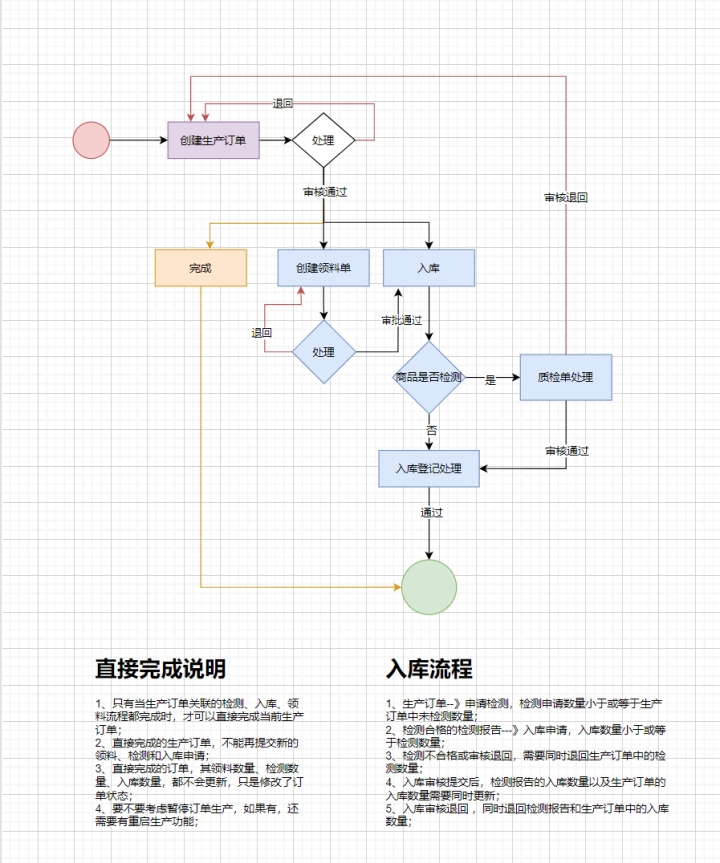 退回
创建生产订单
处理
审核通过
审核退回
完成
创建领料单
入库
审批通过
退回
处理
商品是否检测
是
质检单处理
否
审核通过
入库登记处理
通过
直接完成说明
1、只有当生产订单关联的检测、入库、领
料流程都完成时，才可以直接完成当前生产
订单；
2、直接完成的生产订单，不能再提交新的
领料、检测和入库申请；
3、直接完成的订单，其领料数量、检测数
量、入库数量，都不会更新，只是修改了订
单状态；
4、要不要考虑暂停订单生产，如果有，还
需要有重启生产功能；
入库流程
1、生产订单--》申请检测，检测申请数量小于或等于生产
订单中未检测数量；
2、检测合格的检测报告---》入库申请，入库数量小于或等
于检测数量；
3、检测不合格或审核退回，需要同时退回生产订单中的检
测数量；
4、入库审核提交后，检测报告的入库数量以及生产订单的
入库数量需要同时更新；
5、入库审核退回 ，同时退回检测报告和生产订单中的入库
数量；